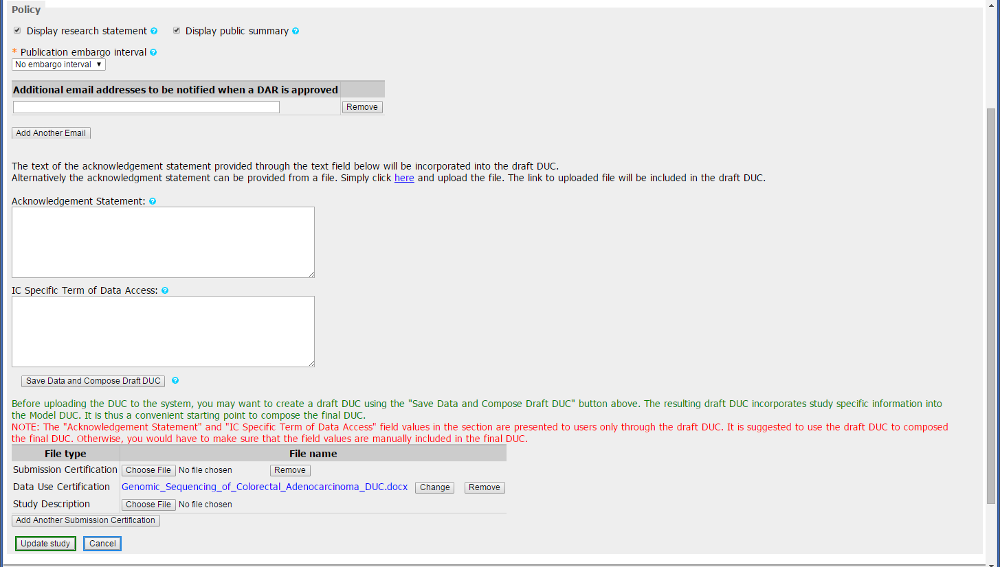 Policy
Display research statement ? Display public summary ?
* Publication embargo interval ?
No embargo interval ▼
Additional email addresses to be notified when a DAR is approved
Remove
Add Another Email
The text of the acknowledgement statement provided through the text field below will be incorporated into the draft DUC.
Alternatively the acknowledgment statement can be provided from a file. Simply click here and upload the file. The link to uploaded file will be included in the draft DUC.
Acknowledgement Statement: ?
IC Specific Term of Data Access: ?
Save Data and Compose Draft DUC ?
Before uploading the DUC to the system, you may want to create a draft DUC using the "Save Data and Compose Draft DUC" button above. The resulting draft DUC incorporates study specific information into
the Model DUC. It is thus a convenient starting point to compose the final DUC.
NOTE: The "Acknowledgement Statement" and "IC Specific Term of Data Access" field values in the section are presented to users only through the draft DUC. It is suggested to use the draft DUC to composed
the final DUC. Otherwise, you would have to make sure that the field values are manually included in the final DUC.
File type File name
Submission Certification Choose File No file chosen Remove
Data Use Certification Genomic_Sequencing_of_Colorectal_Adenocarcinoma_DUC.docx Change Remove
Study Description Choose File No file chosen
Add Another Submission Certification
Update study Cancel